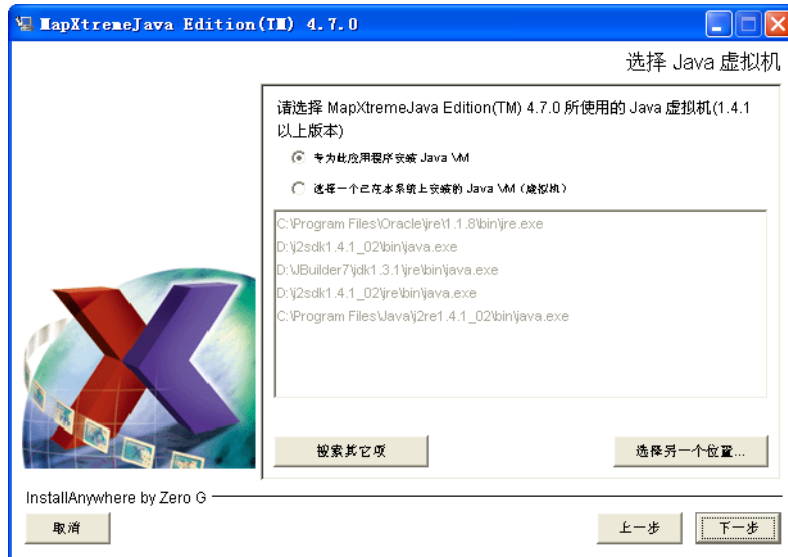 MapXtremeJava Edition(TM) 4.7.0
选择 Java 虚拟机
请选择 MapXtremeJava Edition(TM) 4.7.0 所使用的 Java 虚拟机(1.4.1
以上版本)
专为此应用程序安装 Java VM
选择一个已在本系统上安装的 Java VM (虚拟机)
C:\Program Files\Oracle\jre\1.1.8\bin\jre.exe
D:\j2sdk1.4.1_02\bin\java.exe
D:\JBuilder7\jdk1.3.1\jre\bin\java.exe
D:\j2sdk1.4.1_02\jre\bin\java.exe
C:\Program Files\Java\j2re1.4.1_02\bin\java.exe
搜索其它项
选择另一个位置...
InstallAnywhere by Zero G
取消
上一步
下一步